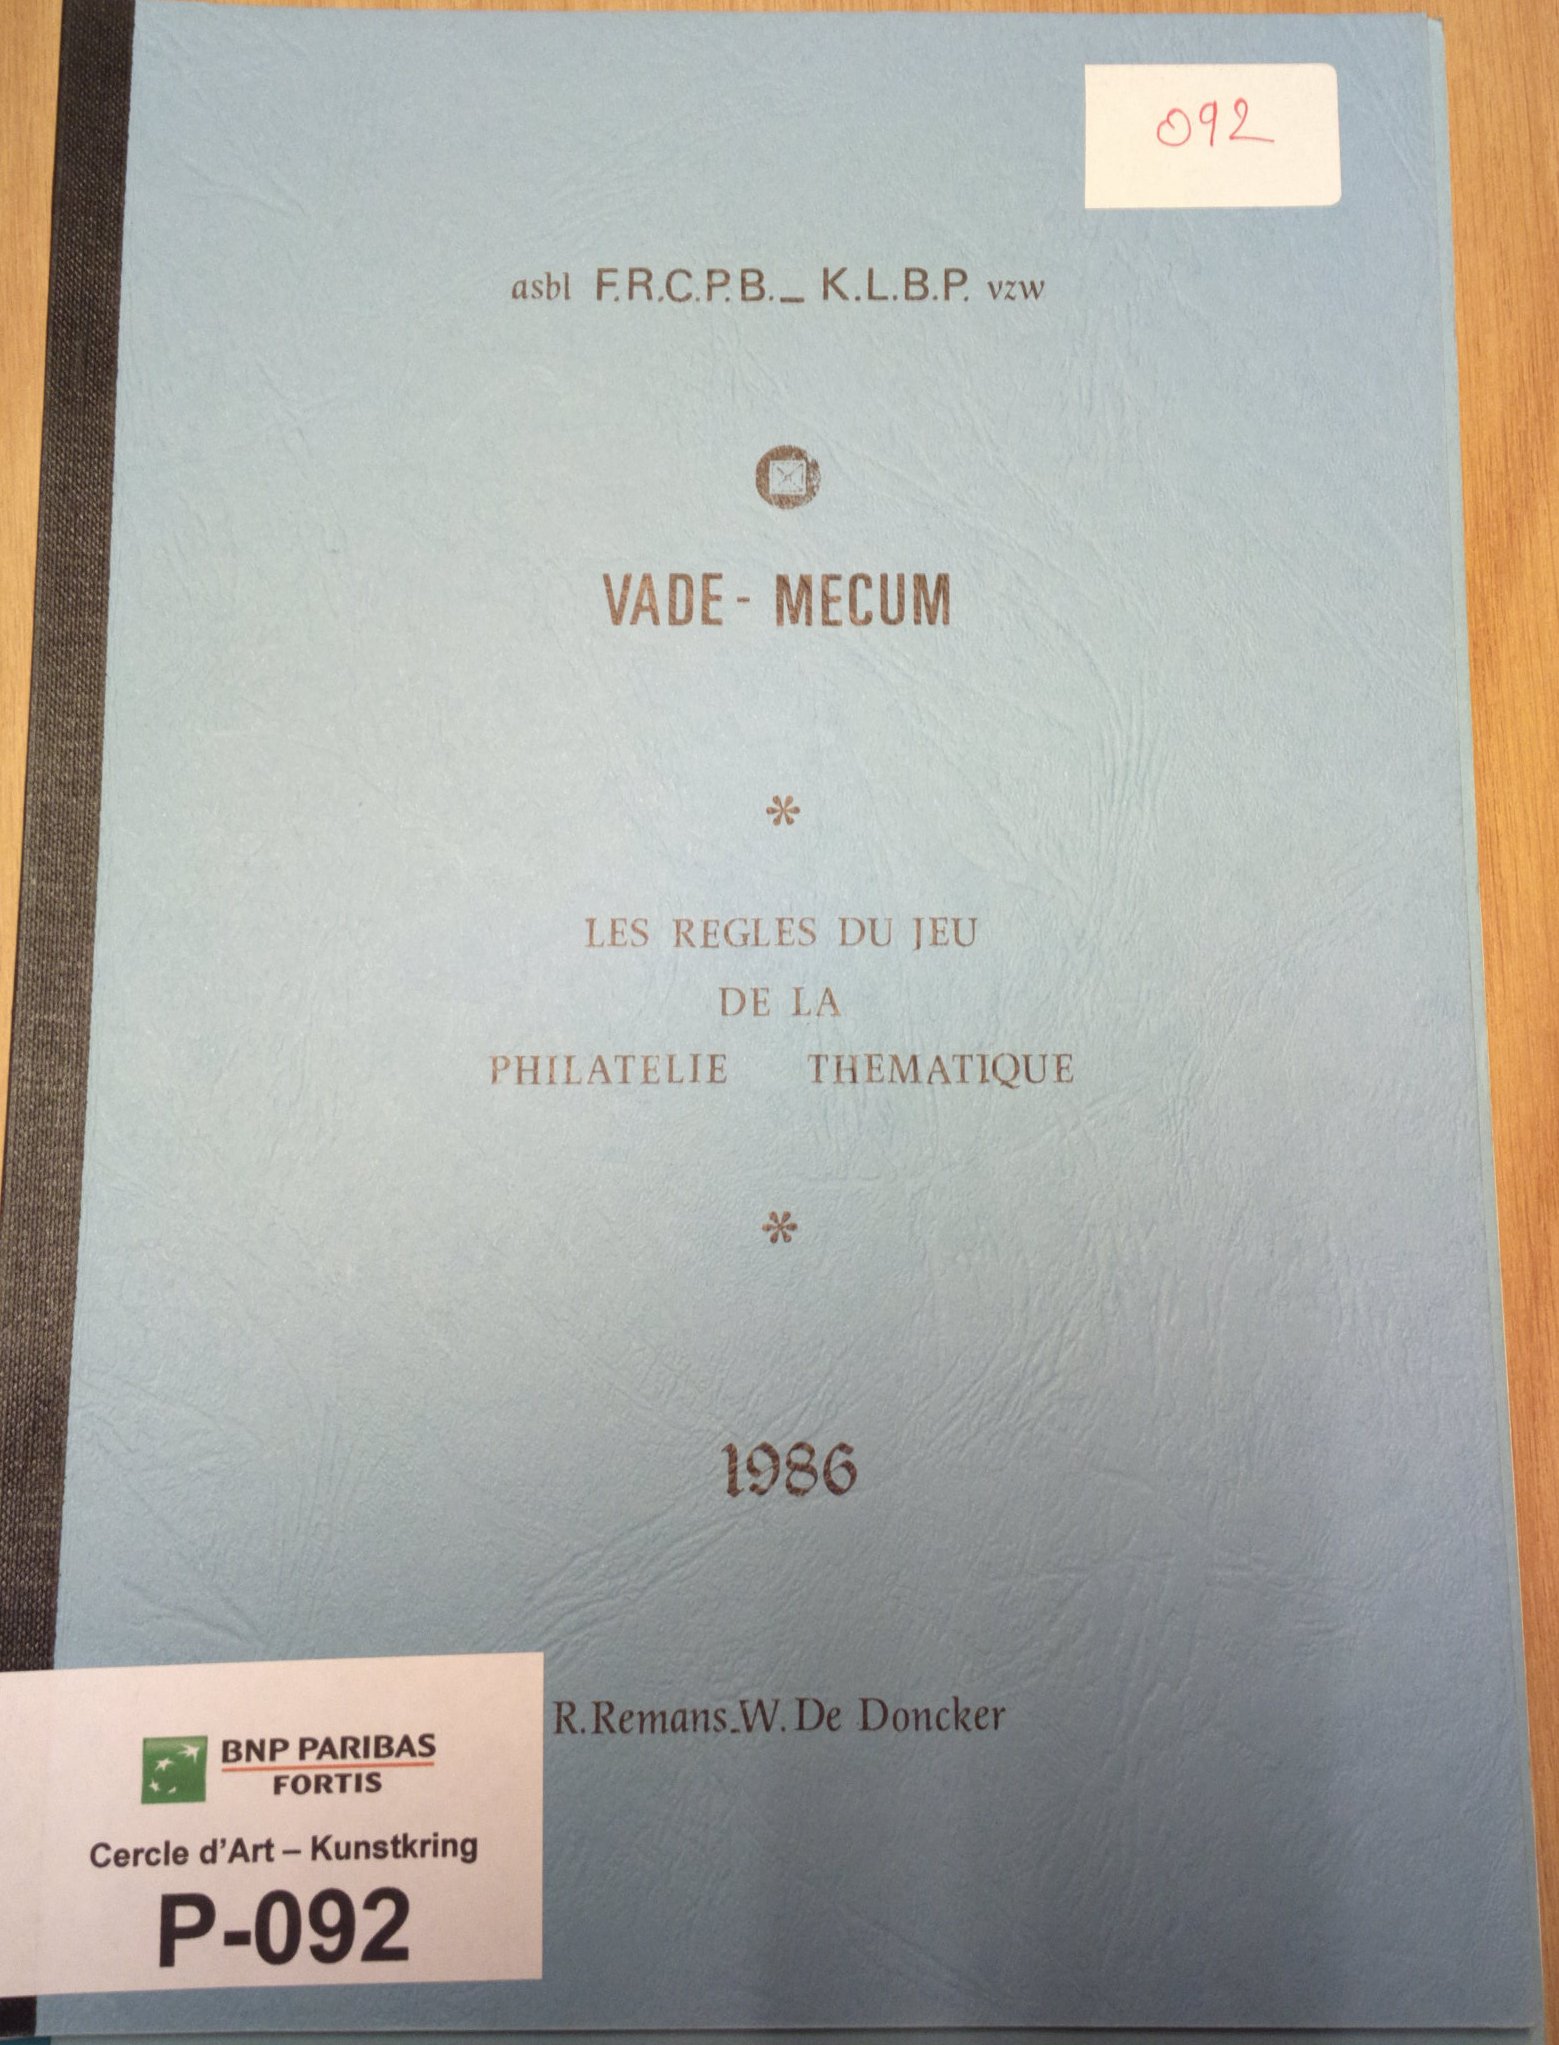 092
asbl F.R.C.P.B._ K.L.B.P. vzw
VADE - MECUM
*
LES REGLES DU JEU
DE LA
PHILATELIE THEMATIQUE
*
1986
R.Remans_W. De Doncker
BNP PARIBAS
FORTIS
Cercle d'Art – Kunstkring
P-092